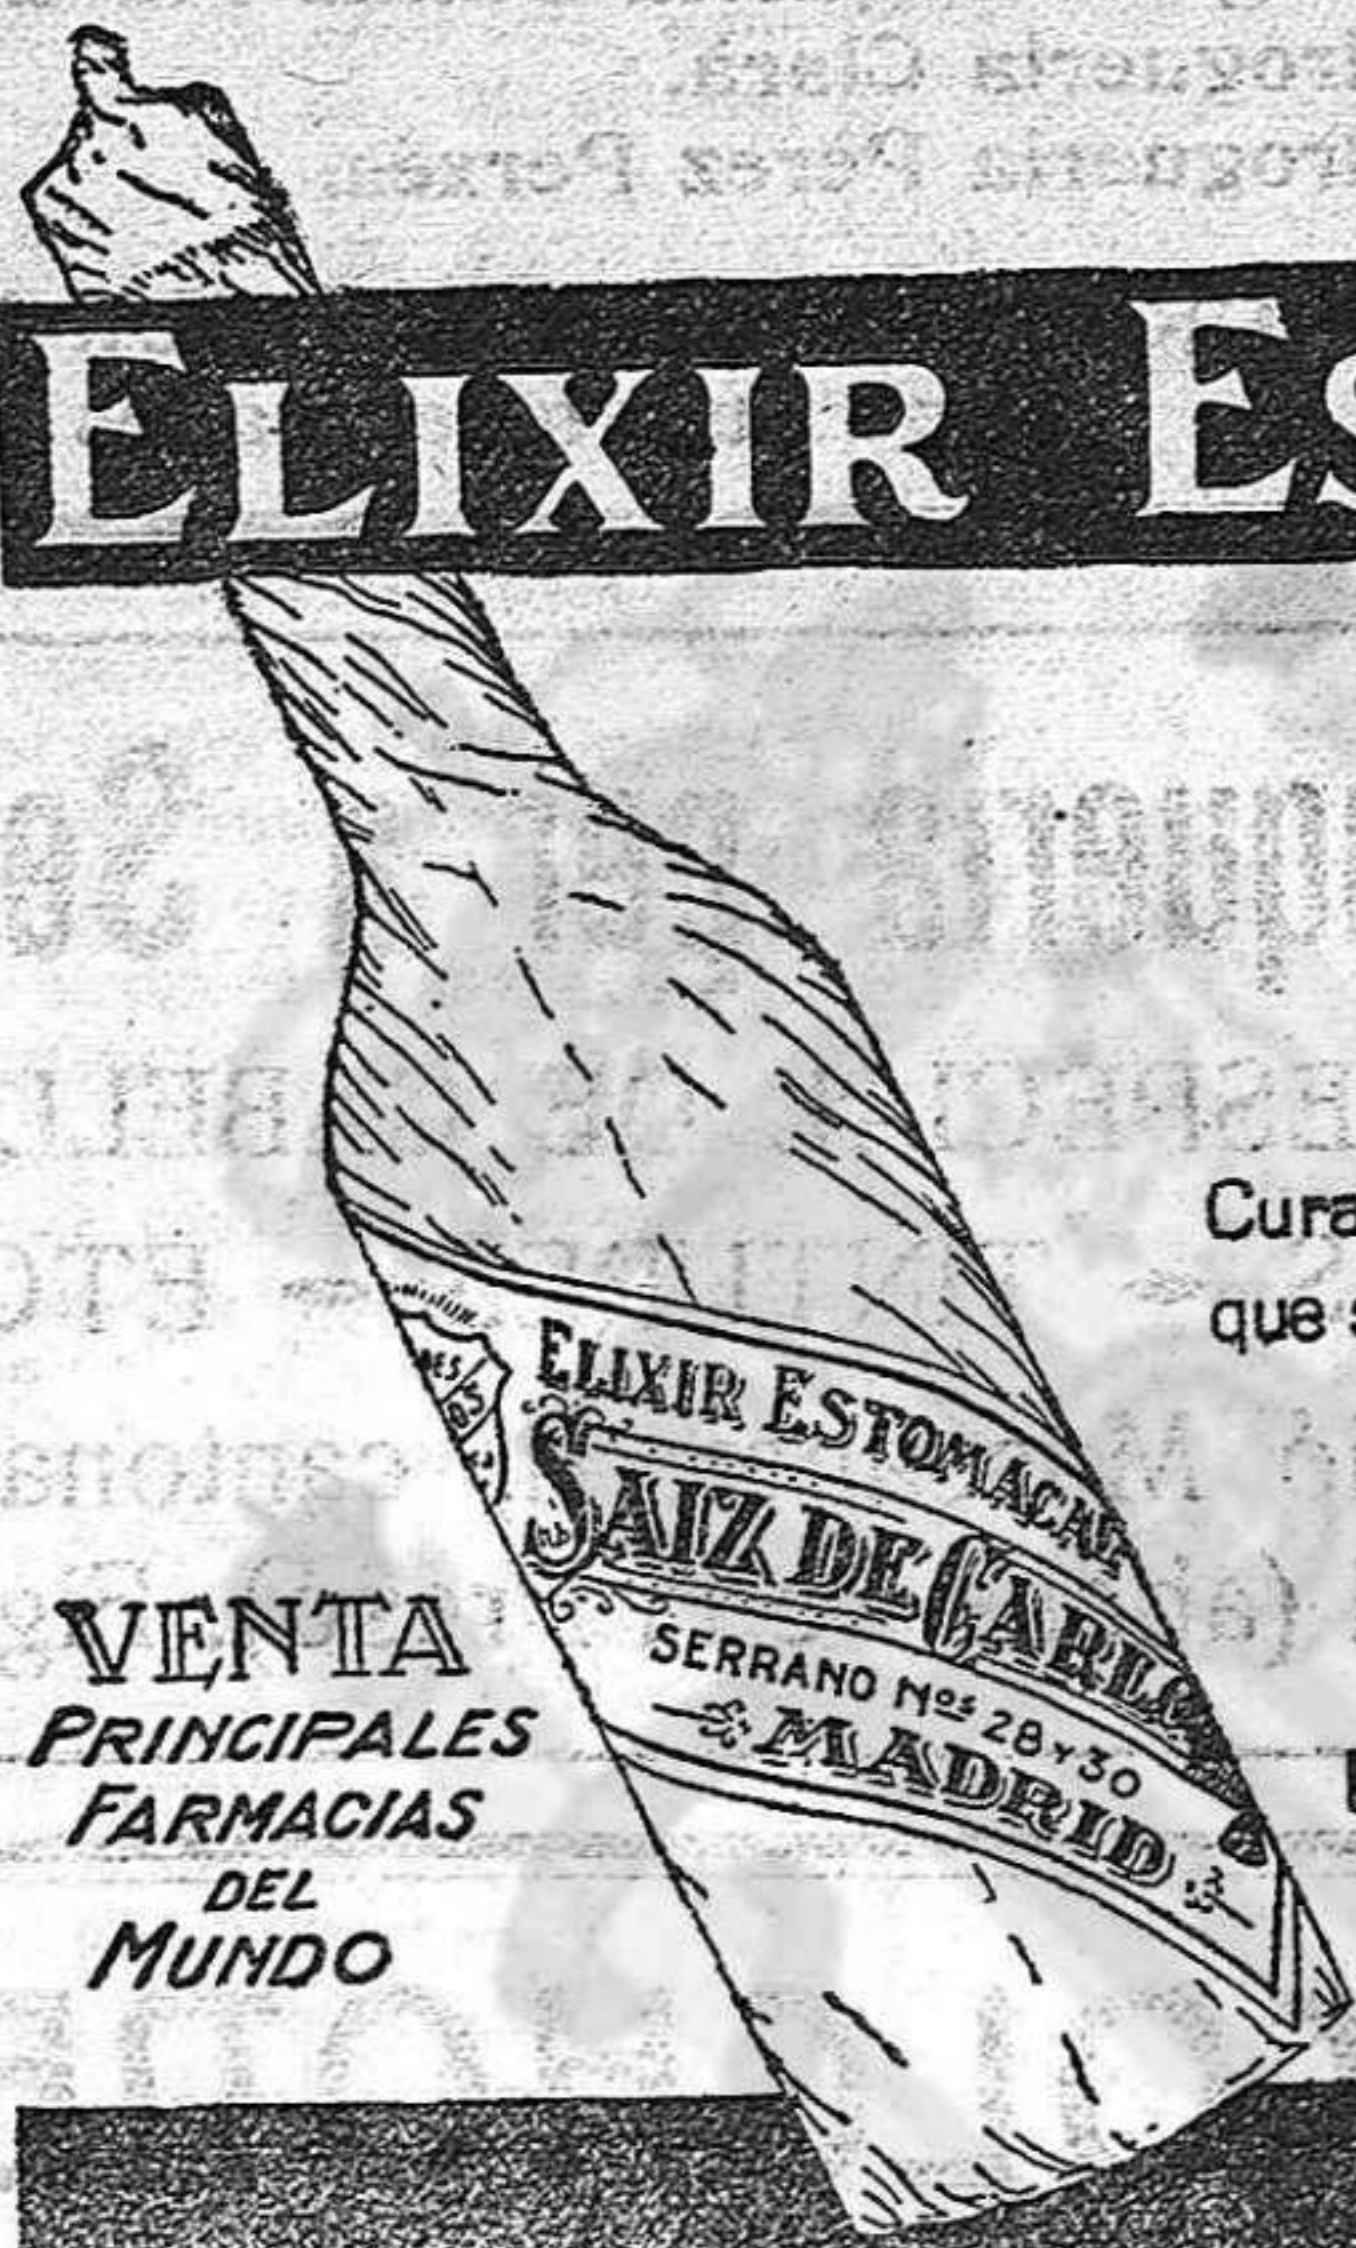 ELIXIR ES
Cura
que
ELIXIR ESTOMACAL
SAIZ DE CARLO
SERRANO Nos 28 Y 30
MADRID
VENTA
PRINCIPALES
FARMACIAS
DEL
MUNDO